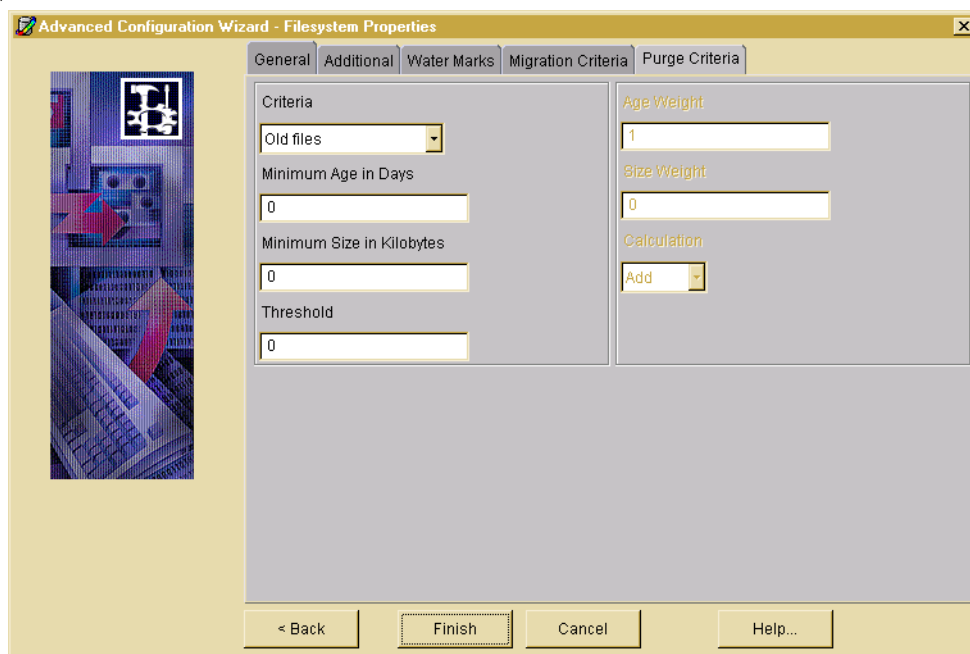 Advanced Configuration Wizard - Filesystem Properties
General Additional Water Marks Migration Criteria Purge Criteria
Criteria
Old files
Minimum Age in Days
0
Minimum Size in Kilobytes
0
Threshold
0
Age Weight
1
Size Weight
0
Calculation
Add
< Back Finish Cancel Help...